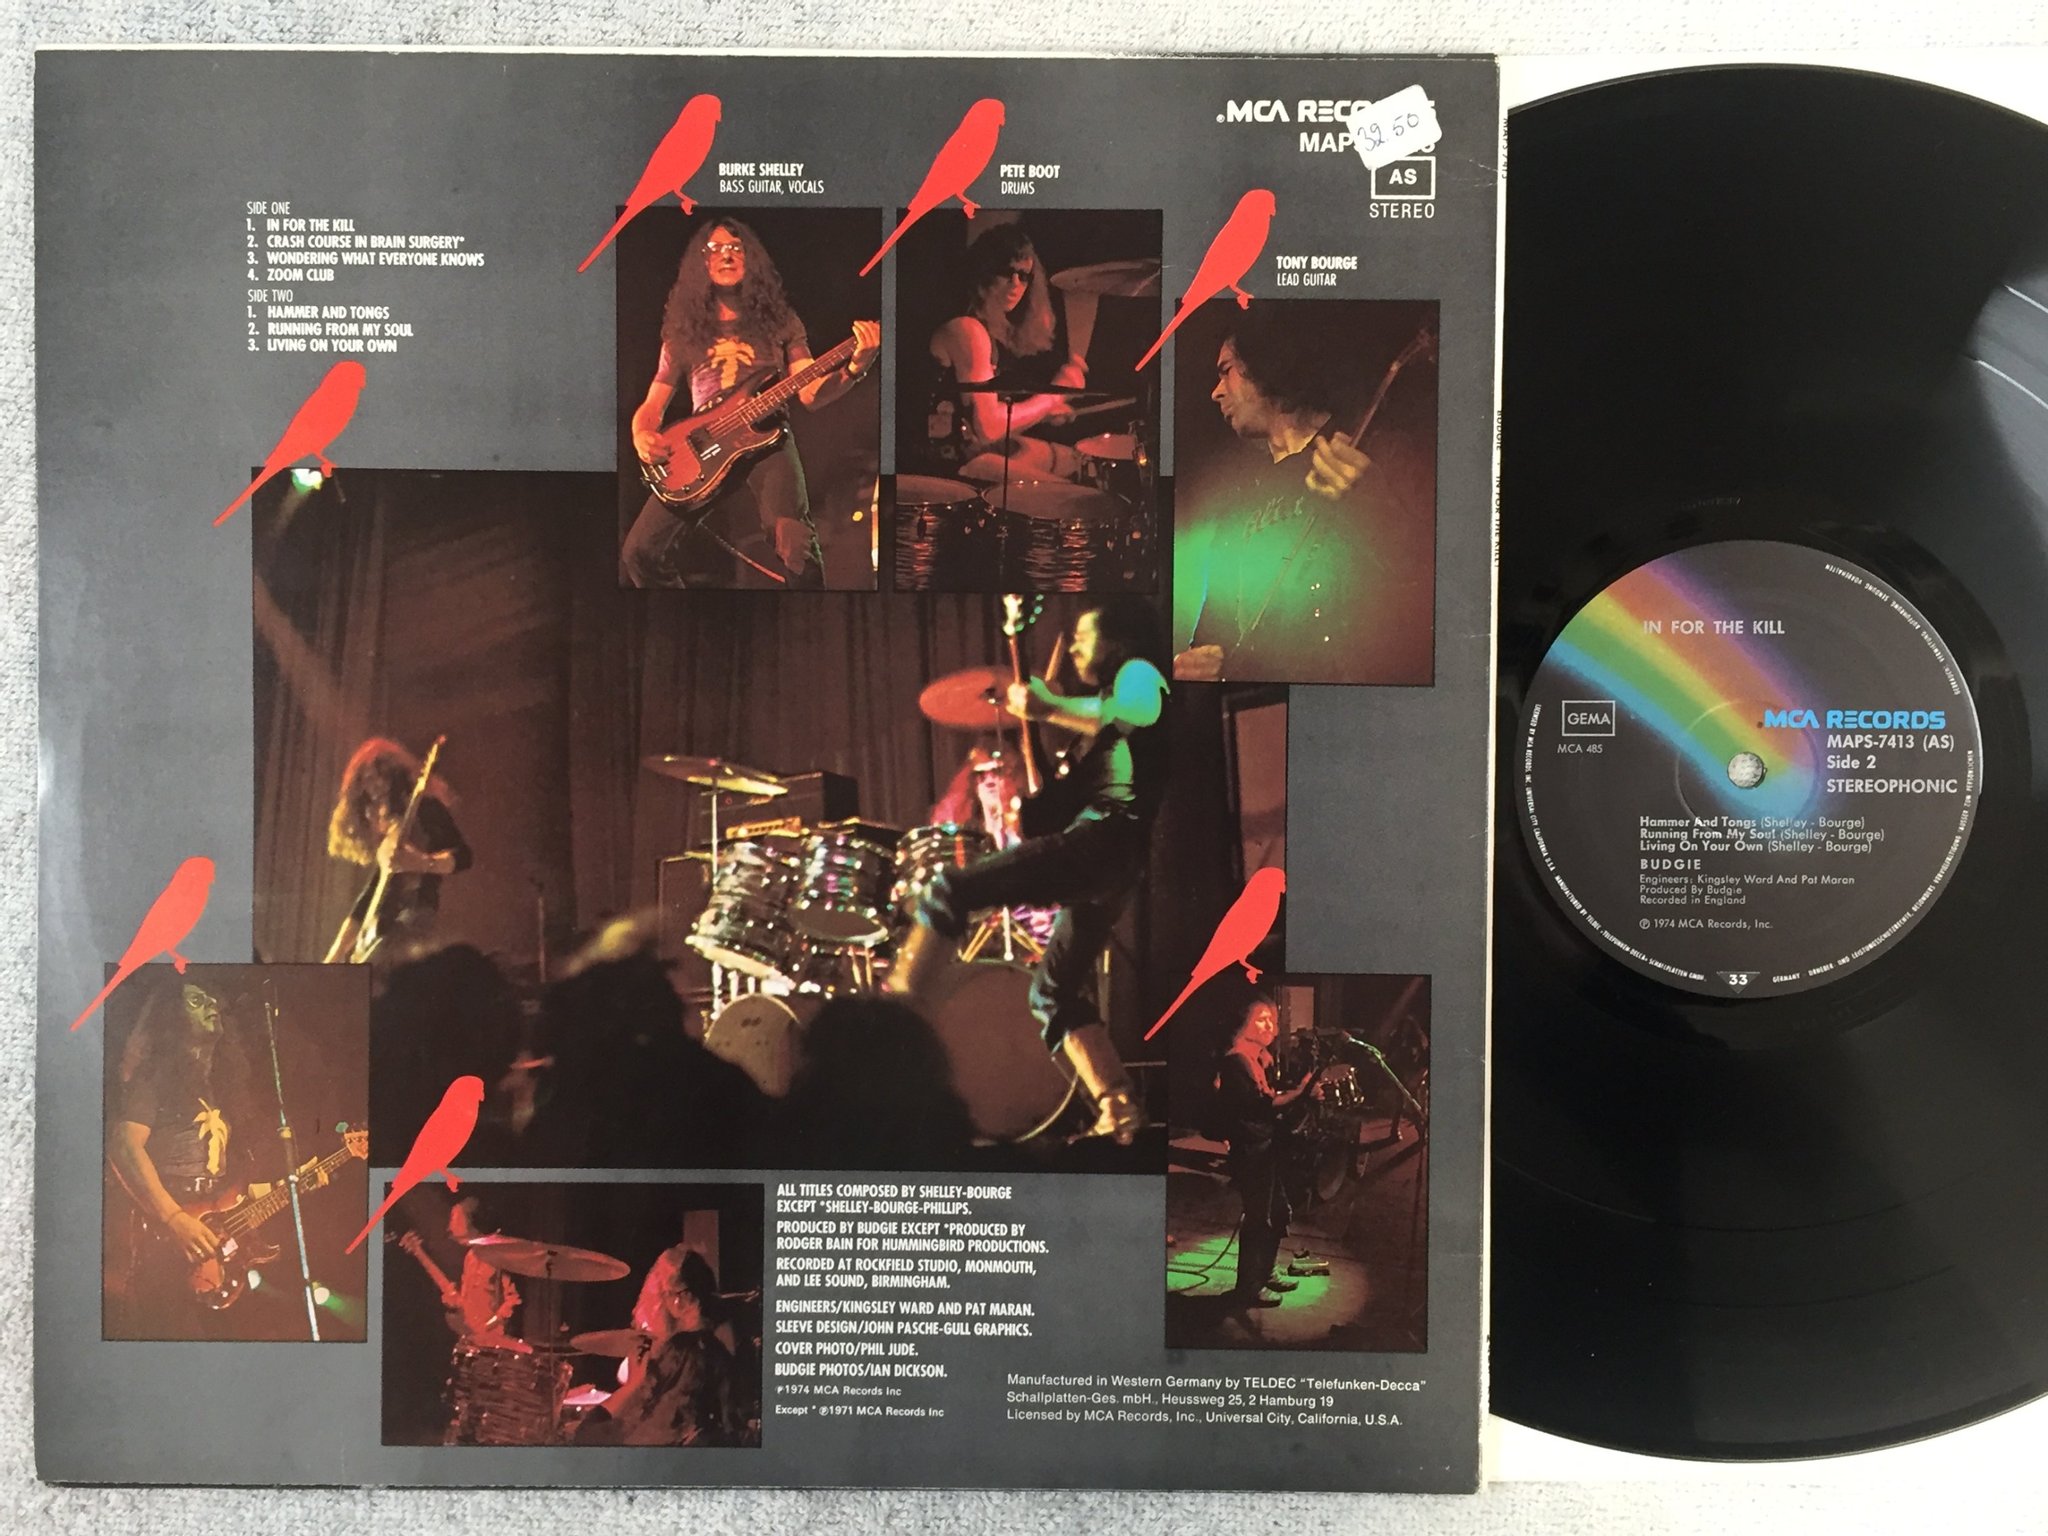 ®MCA RECORDS
32.50
AS
STEREO
BURKE SHELLEY
BASS GUITAR, VOCALS
PETE BOOT
DRUMS
TONY BOURGE
LEAD GUITAR
SIDE ONE
1. IN FOR THE KILL
2. CRASH COURSE IN BRAIN SURGERY*
3. WONDERING WHAT EVERYONE KNOWS
4. ZOOM CLUB
SIDE TWO
1. HAMMER AND TONGS
2. RUNNING FROM MY SOUL
3. LIVING ON YOUR OWN
ALL TITLES COMPOSED BY SHELLEY-BOURGE
EXCEPT *SHELLEY-BOURGE-PHILLIPS.
PRODUCED BY BUDGIE EXCEPT *PRODUCED BY
RODGER BAIN FOR HUMMINGBIRD PRODUCTIONS.
RECORDED AT ROCKFIELD STUDIO, MONMOUTH,
AND LEE SOUND, BIRMINGHAM.
ENGINEERS/KINGSLEY WARD AND PAT MARAN.
SLEEVE DESIGN/JOHN PASCHE-GULL GRAPHICS.
COVER PHOTO/PHIL JUDE.
BUDGIE PHOTOS/IAN DICKSON.
℗1974 MCA Records Inc
Except * ℗1971 MCA Records Inc
Manufactured in Western Germany by TELDEC "Telefunken-Decca"
Schallplatten-Ges. mbH., Heussweg 25, 2 Hamburg 19
Licensed by MCA Records, Inc., Universal City, California, U.S.A.
MAPS 7413
BUDGIE · IN FOR THE KILL
IN FOR THE KILL
GEMA
MCA 485
MCA RECORDS
MAPS-7413 (AS)
Side 2
STEREOPHONIC
Hammer And Tongs (Shelley - Bourge)
Running From My Soul (Shelley - Bourge)
Living On Your Own (Shelley - Bourge)
BUDGIE
Engineers: Kingsley Ward And Pat Maran
Produced By Budgie
Recorded in England
℗ 1974 MCA Records, Inc.
33